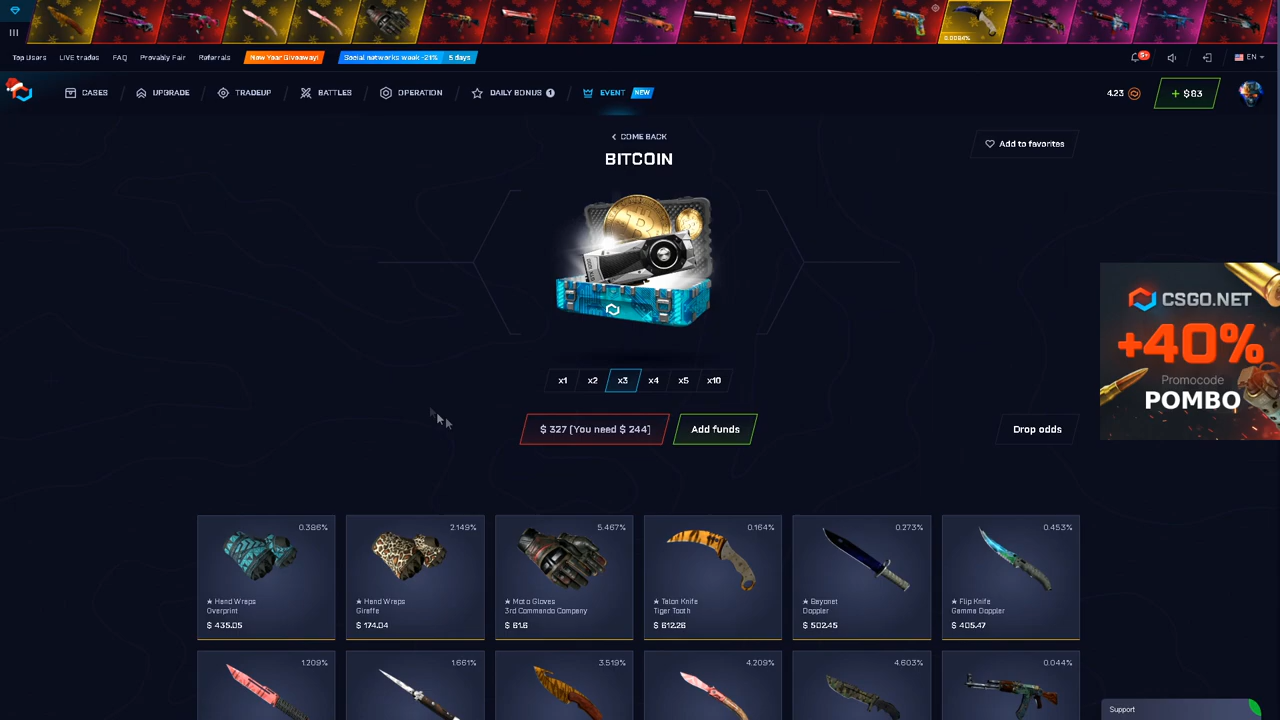 0.0084%
Top Users
LIVE trades
FAQ
Provably Fair
Referrals
New Year Giveaway!
Social networks week -21%
5 days
5+
EN
CASES
UPGRADE
TRADEUP
BATTLES
OPERATION
DAILY BONUS
1
EVENT
NEW
4.23
+ $ 83
COME BACK
BITCOIN
Add to favorites
CSGO.NET
+40%
Promocode
POMBO
x1
x2
x3
x4
x5
x10
$ 327 [You need $ 244]
Add funds
Drop odds
0.386%
★ Hand Wraps
Overprint
$ 435.05
2.149%
★ Hand Wraps
Giraffe
$ 174.04
5.467%
★ Moto Gloves
3rd Commando Company
$ 61.6
0.164%
★ Talon Knife
Tiger Tooth
$ 612.26
0.273%
★ Bayonet
Doppler
$ 502.45
0.453%
★ Flip Knife
Gamma Doppler
$ 405.47
1.209%
1.661%
3.519%
4.209%
4.603%
0.044%
Support